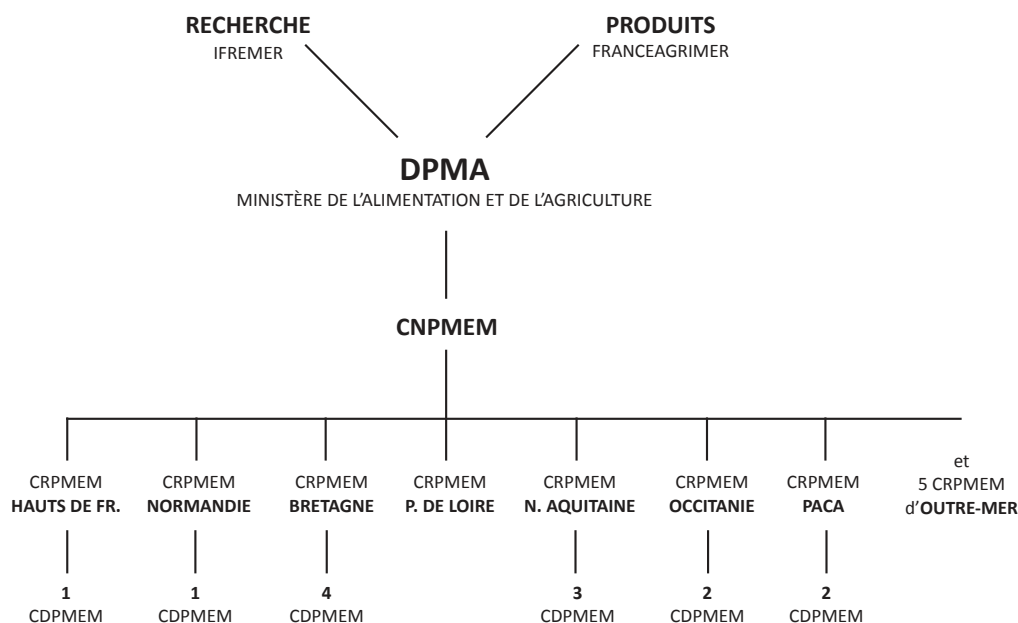 RECHERCHE
IFREMER
PRODUITS
FRANCEAGRIMER
DPMA
MINISTÈRE DE L’ALIMENTATION ET DE L’AGRICULTURE
CNPMEM
CRPMEM
HAUTS DE FR.
CRPMEM
NORMANDIE
CRPMEM
BRETAGNE
CRPMEM
P. DE LOIRE
CRPMEM
N. AQUITAINE
CRPMEM
OCCITANIE
CRPMEM
PACA
et
5 CRPMEM
d’OUTRE-MER
1
CDPMEM
1
CDPMEM
4
CDPMEM
3
CDPMEM
2
CDPMEM
2
CDPMEM